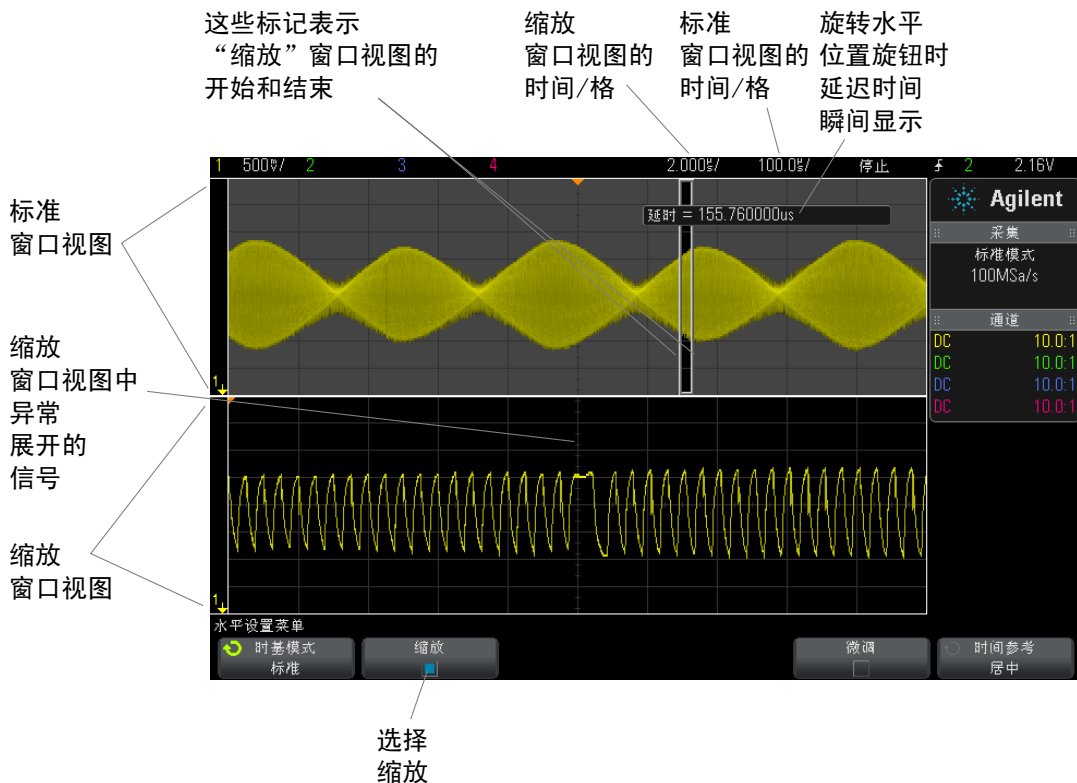 这些标记表示
“缩放”窗口视图的
开始和结束
缩放
窗口视图的
时间/格
标准
窗口视图的
时间/格
旋转水平
位置旋钮时
延迟时间
瞬间显示
1 500mV/ 2 3 4 2.000us/ 100.0us/ 停止 2 2.16V
标准
窗口视图
延时 = 155.760000us
Agilent
采集
标准模式
100MSa/s
通道
DC 10.0:1
DC 10.0:1
DC 10.0:1
DC 10.0:1
1
缩放
窗口视图中
异常
展开的
信号
缩放
窗口视图
1
水平设置菜单
时基模式
标准
缩放
微调
时间参考
居中
选择
缩放